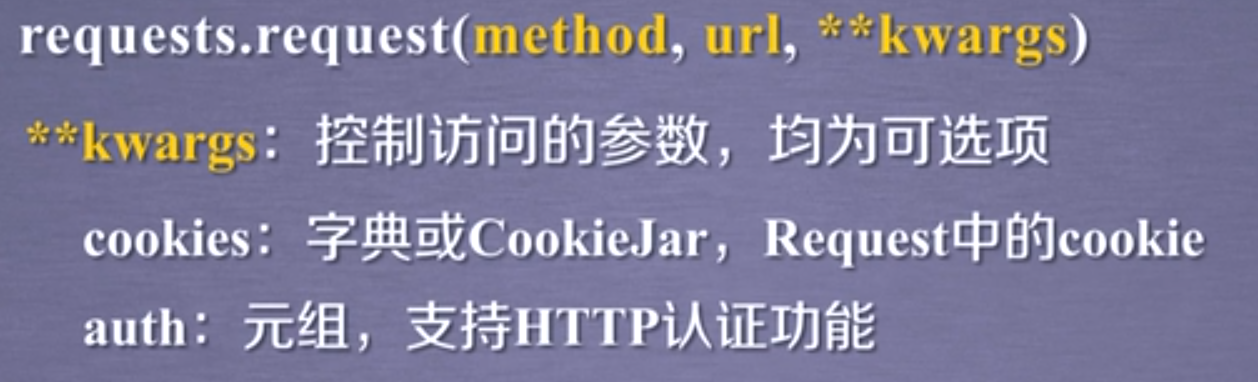 requests.request(method, url, **kwargs)
**kwargs：控制访问的参数，均为可选项
cookies：字典或CookieJar，Request中的cookie
auth：元组，支持HTTP认证功能